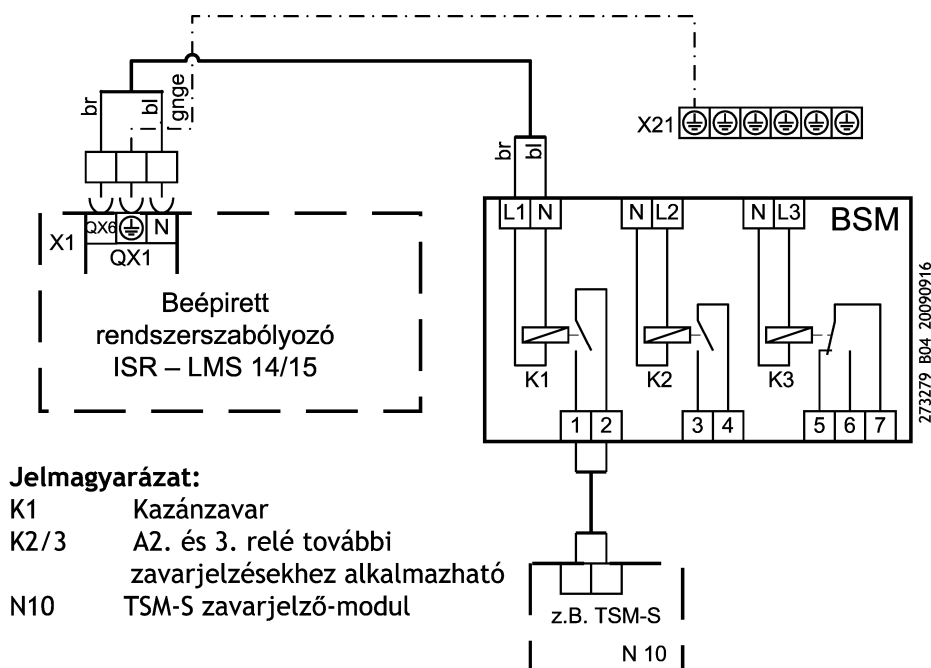 br
bl
gnge
X21
br
bl
X1
QX6
N
QX1
L1
N
N
L2
N
L3
BSM
Beépirett
rendszerszabólyozó
ISR – LMS 14/15
K1
K2
K3
1
2
3
4
5
6
7
273279 B04 20090916
Jelmagyarázat:
K1 Kazánzavar
K2/3 A2. és 3. relé további
zavarjelzésekhez alkalmazható
N10 TSM-S zavarjelző-modul
z.B. TSM-S
N 10